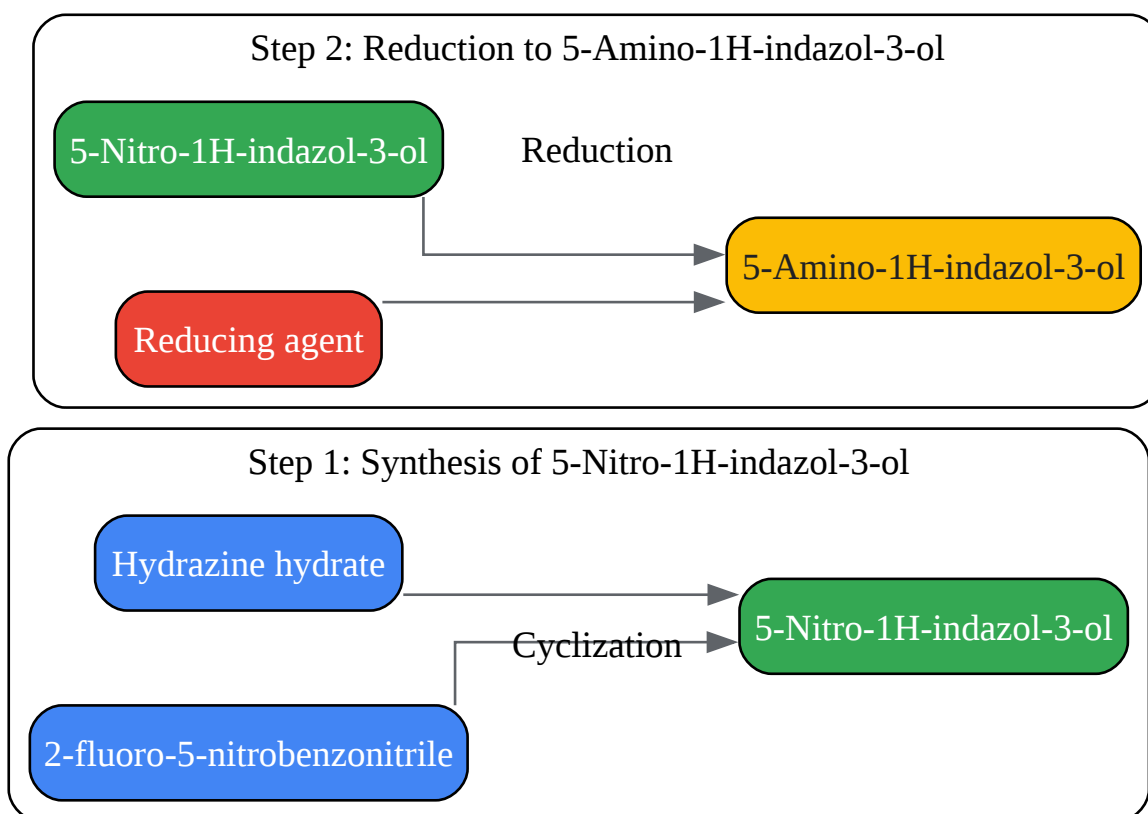 Step 2: Reduction to 5-Amino-1H-indazol-3-ol
5-Nitro-1H-indazol-3-ol
Reduction
5-Amino-1H-indazol-3-ol
Reducing agent
Step 1: Synthesis of 5-Nitro-1H-indazol-3-ol
Hydrazine hydrate
5-Nitro-1H-indazol-3-ol
Cyclization
2-fluoro-5-nitrobenzonitrile